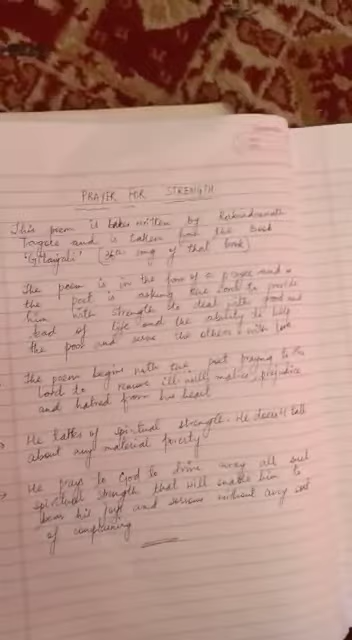 PRAYER FOR STRENGTH
This poem is taken written by Rabindranath
Tagore and is taken from the book
'Gitanjali' (36th song of that book)
The poem is in the form of a prayer and
the poet is asking the Lord to provide
him with strength to deal with good and
bad of life and the ability to help
the poor and serve the others with love
The poem begins with the poet praying to the
Lord to remove ill will, malice, prejudice
and hatred from his heart
He talks of spiritual strength. He doesn't talk
about any material poverty
He prays to God to drive away all
spiritual strength that will enable him to
bear his joys and sorrows without any sort
of complaining